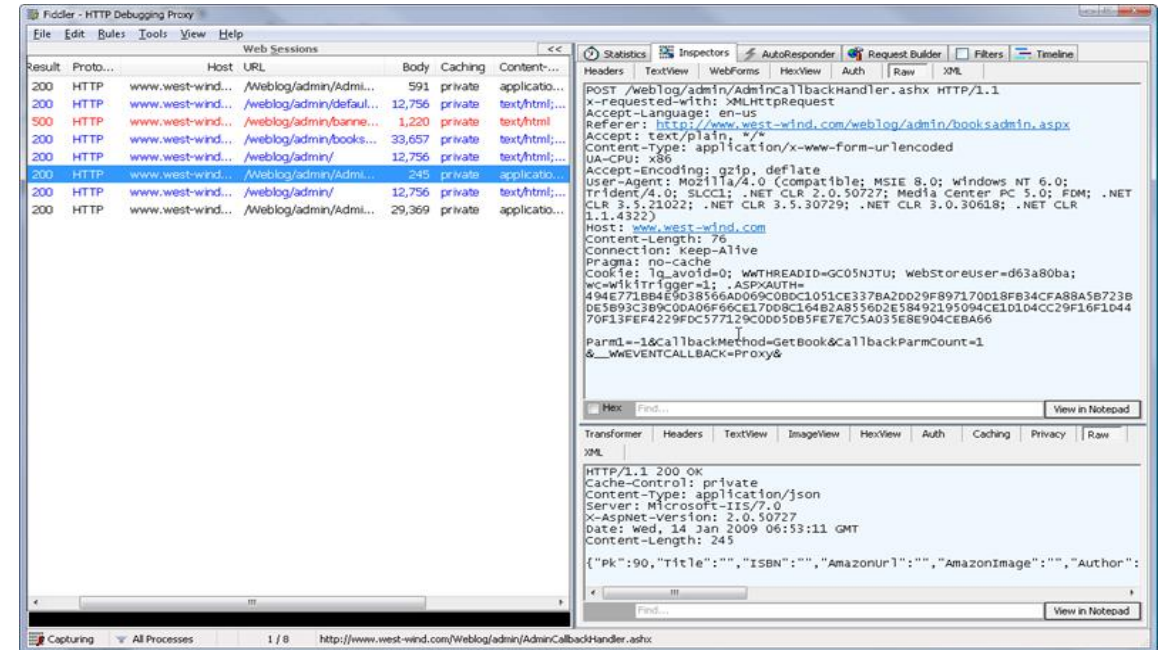 Fiddler - HTTP Debugging Proxy
File Edit Rules Tools View Help
Web Sessions <<
Result Proto... Host URL Body Caching Content-...
200 HTTP www.west-wind... /Weblog/admin/Admi... 591 private applicatio...
200 HTTP www.west-wind... /weblog/admin/defaul... 12,756 private text/html;...
500 HTTP www.west-wind... /weblog/admin/banne... 1,220 private text/html
200 HTTP www.west-wind... /weblog/admin/books... 33,657 private text/html;...
200 HTTP www.west-wind... /weblog/admin/ 12,756 private text/html;...
200 HTTP www.west-wind... /Weblog/admin/Admi... 245 private applicatio...
200 HTTP www.west-wind... /weblog/admin/ 12,756 private text/html;...
200 HTTP www.west-wind... /Weblog/admin/Admi... 29,369 private applicatio...
Statistics Inspectors AutoResponder Request Builder Filters Timeline
Headers TextView WebForms HexView Auth Raw XML
POST /Weblog/admin/AdminCallbackHandler.ashx HTTP/1.1
x-requested-with: XMLHttpRequest
Accept-Language: en-us
Referer: http://www.west-wind.com/weblog/admin/booksadmin.aspx
Accept: text/plain, */*
Content-Type: application/x-www-form-urlencoded
UA-CPU: x86
Accept-Encoding: gzip, deflate
User-Agent: Mozilla/4.0 (compatible; MSIE 8.0; Windows NT 6.0;
Trident/4.0; SLCC1; .NET CLR 2.0.50727; Media Center PC 5.0; FDM; .NET
CLR 3.5.21022; .NET CLR 3.5.30729; .NET CLR 3.0.30618; .NET CLR
1.1.4322)
Host: www.west-wind.com
Content-Length: 76
Connection: Keep-Alive
Pragma: no-cache
Cookie: lq_avoid=0; WWTHREADID=GC05NJTU; WebStoreUser=d63a80ba;
wc=WikiTrigger=1; .ASPXAUTH=
494E771BB4E9D38566AD069C0BDC1051CE337BA2DD29F897170D18FB34CFA88A5B723B
DE5B93C3B9C0DA06F66CE17DD8C164B2A8556D2E58492195094CE1D1D4CC29F16F1D44
70F13FEF4229FDC577129C0DD5DB5FE7E7C5A035E8E904CEBA66
Parm1=-1&CallbackMethod=GetBook&CallbackParmCount=1
&__WWEVENTCALLBACK=Proxy&
Hex Find... View in Notepad
Transformer Headers TextView ImageView HexView Auth Caching Privacy Raw
XML
HTTP/1.1 200 OK
Cache-Control: private
Content-Type: application/json
Server: Microsoft-IIS/7.0
X-AspNet-Version: 2.0.50727
Date: Wed, 14 Jan 2009 06:53:11 GMT
Content-Length: 245
{"Pk":90,"Title":"","ISBN":"","AmazonUrl":"","AmazonImage":"","Author":
Find... View in Notepad
Capturing All Processes 1 / 8 http://www.west-wind.com/Weblog/admin/AdminCallbackHandler.ashx